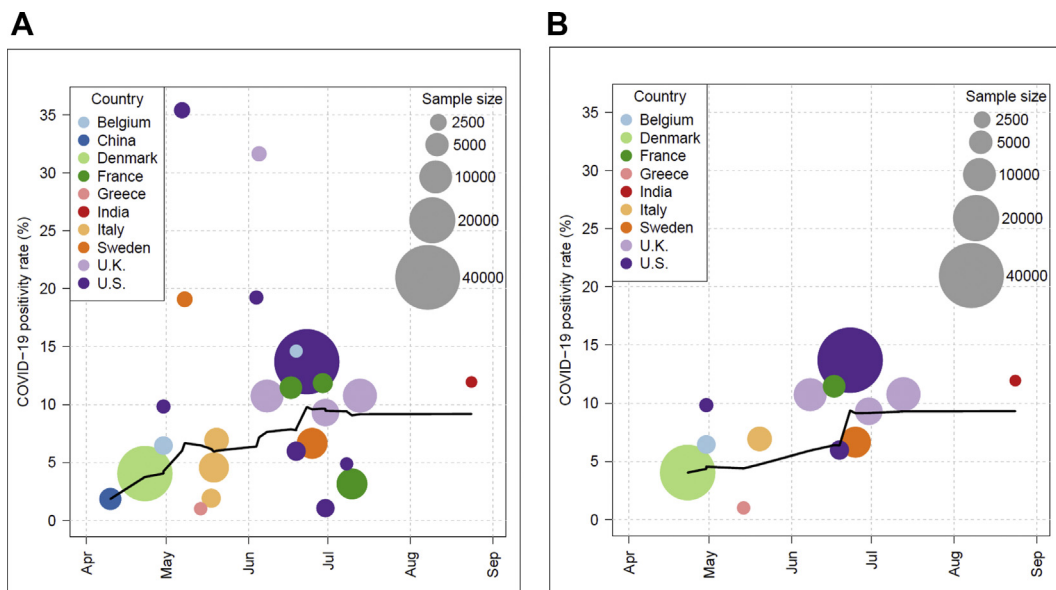 A
COVID−19 positivity rate (%)
35
30
25
20
15
10
5
0
Country
Belgium
China
Denmark
France
Greece
India
Italy
Sweden
U.K.
U.S.
Sample size
2500
5000
10000
20000
40000
Apr
May
Jun
Jul
Aug
Sep
B
COVID−19 positivity rate (%)
35
30
25
20
15
10
5
0
Country
Belgium
Denmark
France
Greece
India
Italy
Sweden
U.K.
U.S.
Sample size
2500
5000
10000
20000
40000
Apr
May
Jun
Jul
Aug
Sep